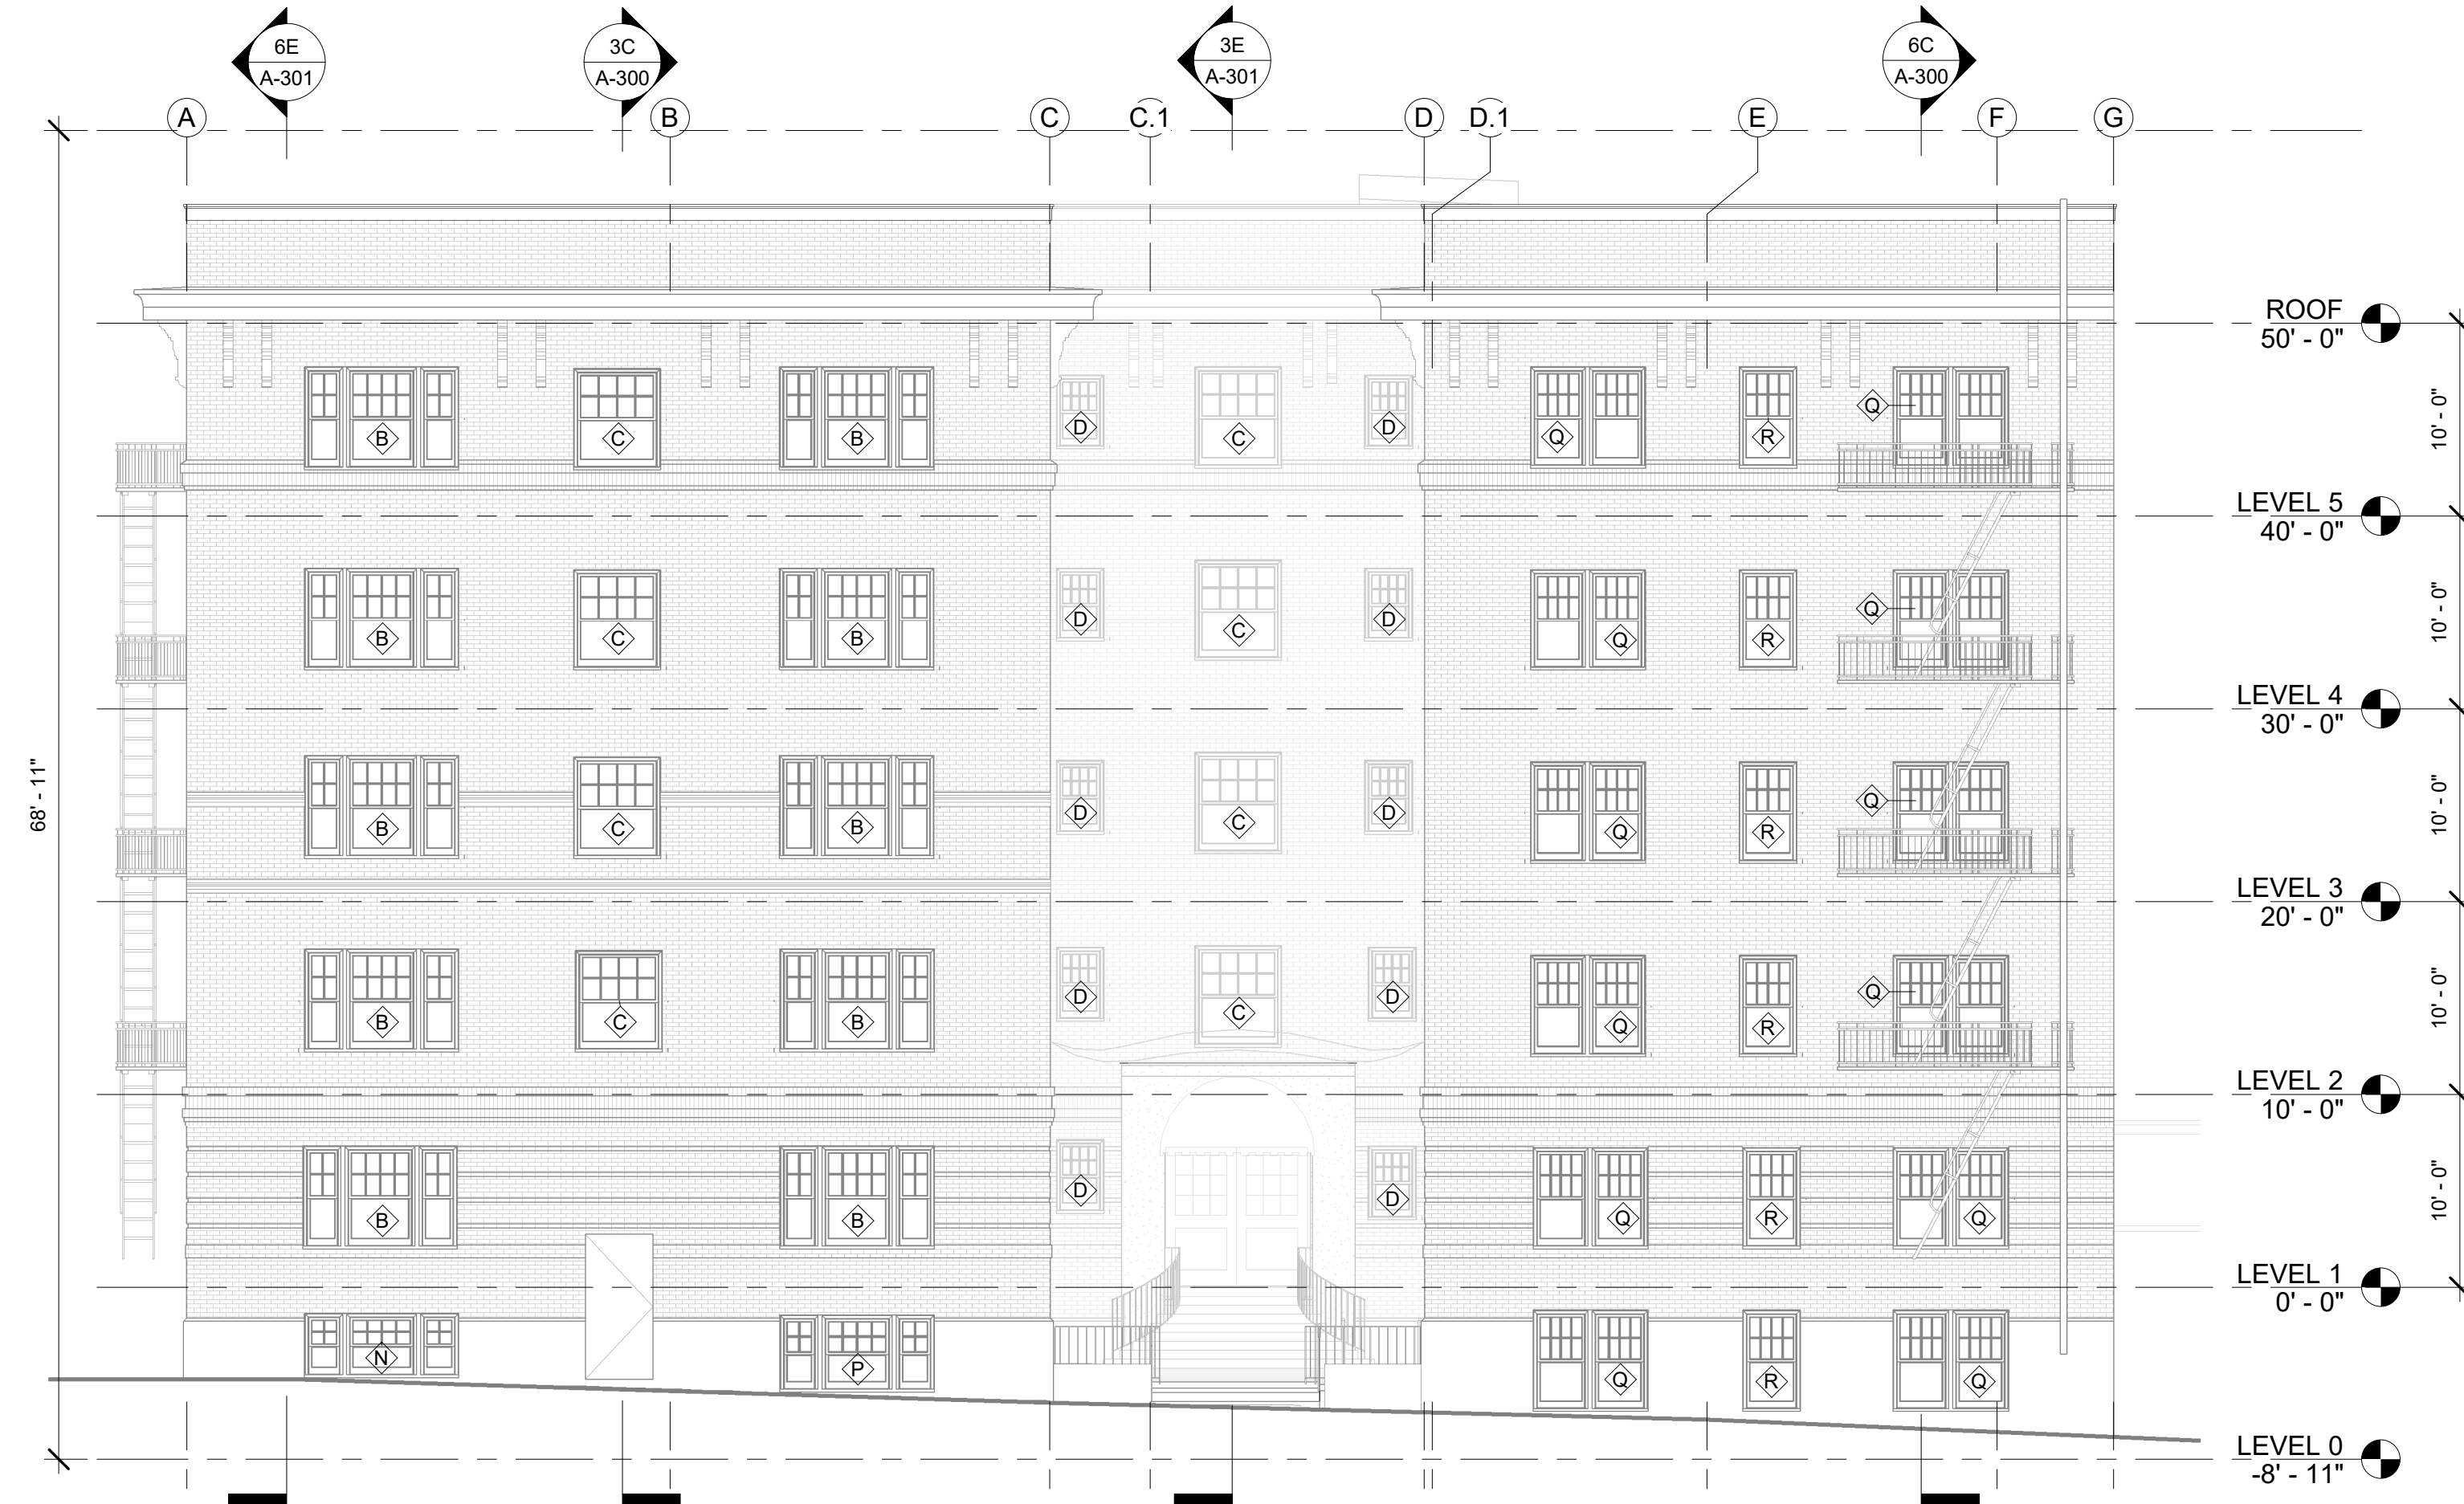 6E
A-301
3C
A-300
3E
A-301
6C
A-300
A
B
C
C.1
D
D.1
E
F
G
ROOF
50' - 0"
B
C
B
D
C
D
Q
R
Q
10' - 0"
LEVEL 5
40' - 0"
B
C
B
D
C
D
Q
R
Q
10' - 0"
LEVEL 4
30' - 0"
68' - 11"
B
C
B
D
C
D
Q
R
Q
10' - 0"
LEVEL 3
20' - 0"
B
C
B
D
C
D
Q
R
Q
10' - 0"
LEVEL 2
10' - 0"
B
B
D
D
Q
R
Q
10' - 0"
LEVEL 1
0' - 0"
N
P
Q
R
Q
LEVEL 0
-8' - 11"